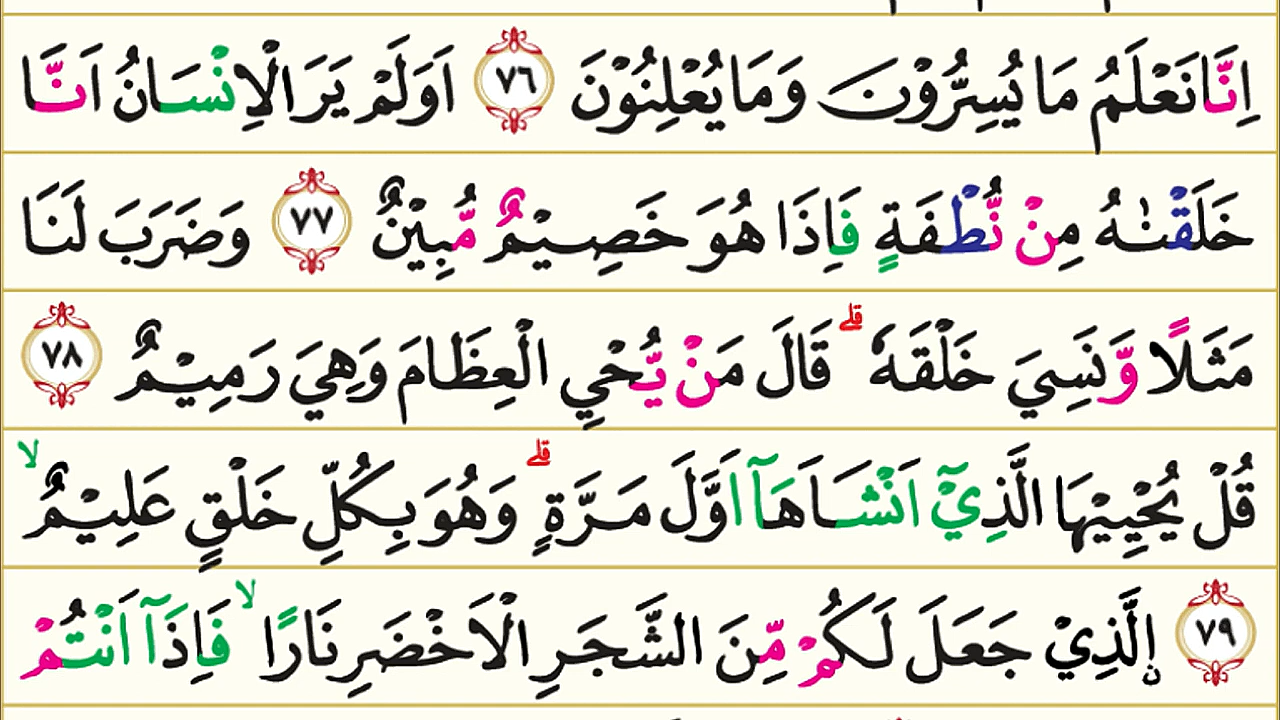 اِنَّا نَعْلَمُ مَا يُسِرُّوْنَ وَمَا يُعْلِنُوْنَ ٧٦ اَوَلَمْ يَرَ الْاِنْسَانُ اَنَّا
خَلَقْنٰهُ مِنْ نُّطْفَةٍ فَاِذَا هُوَ خَصِيْمٌ مُّبِيْنٌ ٧٧ وَضَرَبَ لَنَا
مَثَلًا وَّنَسِيَ خَلْقَهٗ ۗ قَالَ مَنْ يُّحْيِ الْعِظَامَ وَهِيَ رَمِيْمٌ ٧٨
قُلْ يُحْيِيْهَا الَّذِيْٓ اَنْشَاَهَآ اَوَّلَ مَرَّةٍ ۗ وَهُوَ بِكُلِّ خَلْقٍ عَلِيْمٌ ۙ
٧٩ اِلَّذِيْ جَعَلَ لَكُمْ مِّنَ الشَّجَرِ الْاَخْضَرِ نَارًا ۙ فَاِذَآ اَنْتُمْ